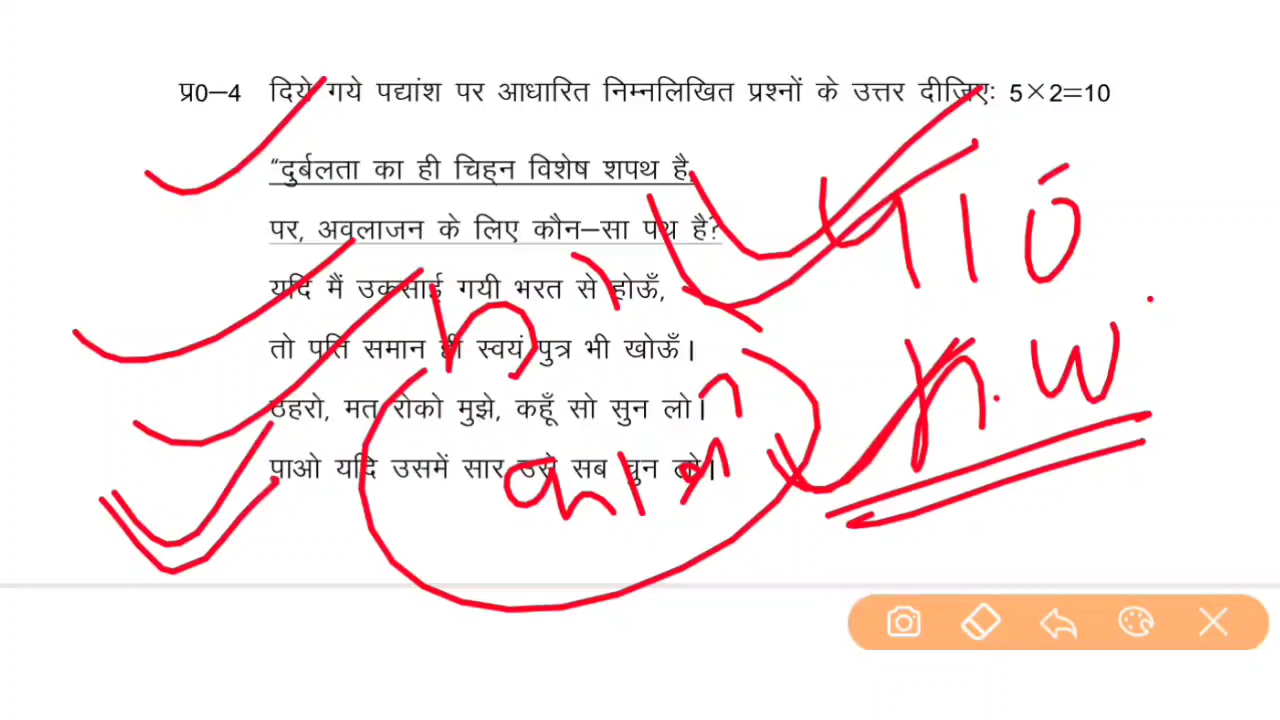 प्र0–4 दिये गये पद्यांश पर आधारित निम्नलिखित प्रश्नों के उत्तर दीजिएः 5×2=10
“दुर्बलता का ही चिह्न विशेष शपथ है,
पर, अवलाजन के लिए कौन–सा पथ है?
यदि मैं उकसाई गयी भरत से होऊँ,
तो पति समान ही स्वयं पुत्र भी खोऊँ।
ठहरो, मत रोको मुझे, कहूँ सो सुन लो।
पाओ यदि उसमें सार उसे सब चुन लो।